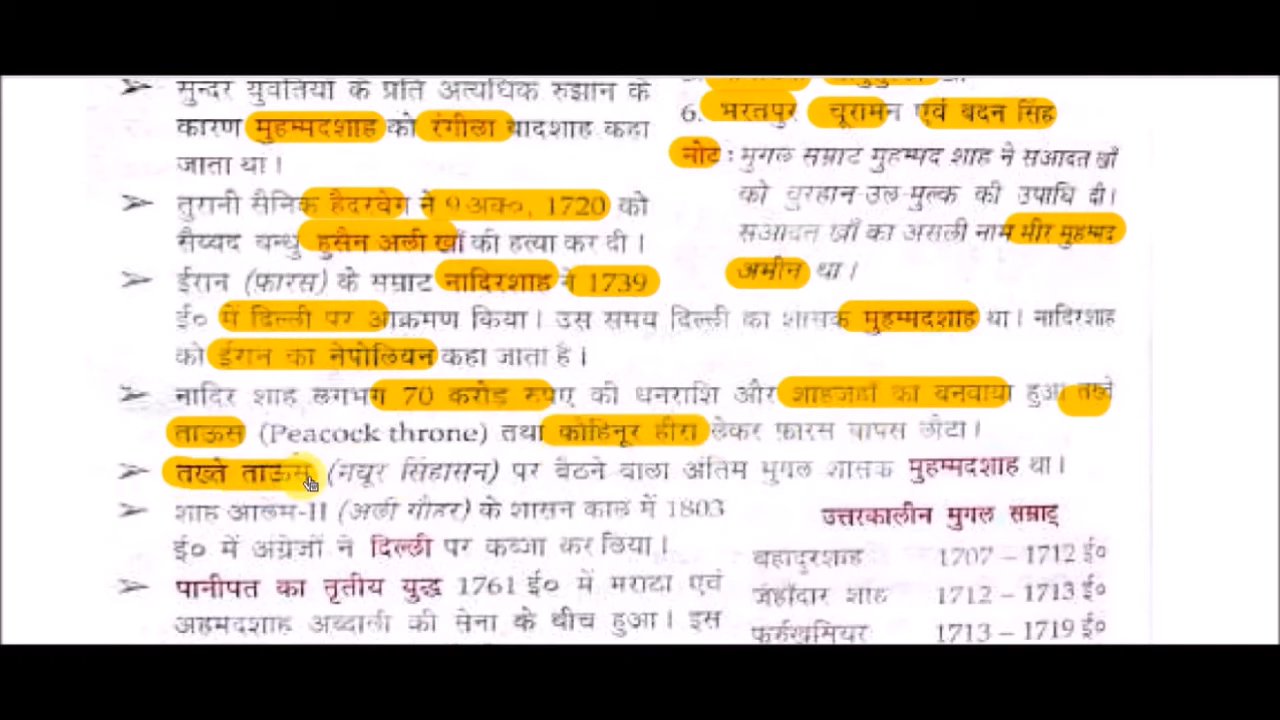 सुन्दर युवतियों के प्रति अत्यधिक रुझान के
कारण मुहम्मदशाह को रंगीला बादशाह कहा
जाता था।
तुरानी सैनिक हैदरबेग ने 9 अक्०, 1720 को
सैय्यद बन्धु हुसैन अली खाँ की हत्या कर दी।
ईरान (फ़ारस) के सम्राट नादिरशाह ने 1739
ई० में दिल्ली पर आक्रमण किया। उस समय दिल्ली का शासक मुहम्मदशाह था। नादिरशाह
को ईरान का नेपोलियन कहा जाता है।
नादिर शाह लगभग 70 करोड़ रुपए की धनराशि और शाहजहाँ का बनवाया हुआ तख्ते
ताऊस (Peacock throne) तथा कोहिनूर हीरा लेकर फ़ारस वापस लौटा।
तख्ते ताऊस (मयूर सिंहासन) पर बैठने वाला अंतिम मुगल शासक मुहम्मदशाह था।
शाह आलम-II (अली गौहर) के शासन काल में 1803
ई० में अंग्रेजों ने दिल्ली पर कब्जा कर लिया।
पानीपत का तृतीय युद्ध 1761 ई० में मराठा एवं
अहमदशाह अब्दाली की सेना के बीच हुआ। इस
6. भरतपुर चूरामन एवं बदन सिंह
नोट : मुगल सम्राट मुहम्मद शाह ने सआदत खाँ
को बुरहान-उल-मुल्क की उपाधि दी।
सआदत खाँ का असली नाम मीर मुहम्मद
अमीन था।
उत्तरकालीन मुगल सम्राट्
बहादुरशाह 1707 – 1712 ई०
जहाँदार शाह 1712 – 1713 ई०
फर्रुखसियर 1713 – 1719 ई०